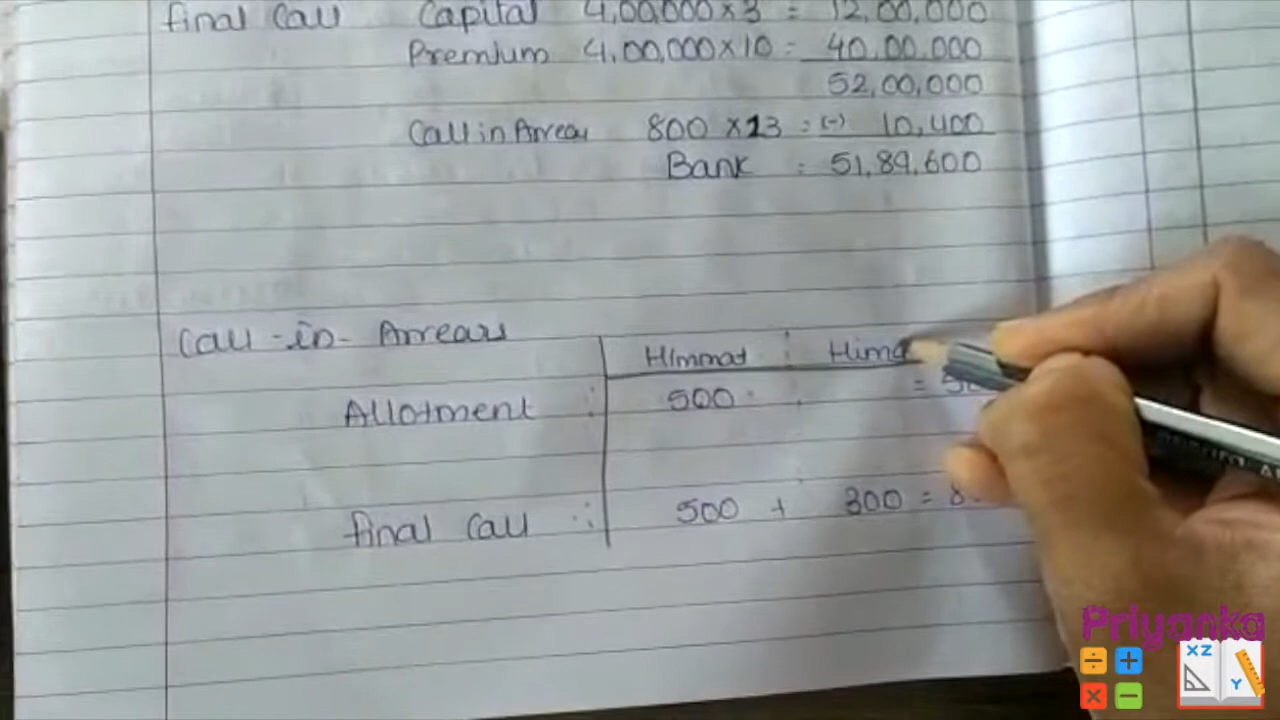 final Call Capital 4,00,000 x 3 = 12,00,000
Premium 4,00,000 x 10 = 40,00,000
52,00,000
Call in Arrear 800 x 13 = (-) 10,400
Bank = 51,89,600
Call-in-Arrears
Himmat : Hima
Allotment : 500
final Call : 500 + 300 =
Priyanka
÷ +
× −
XZ
Y